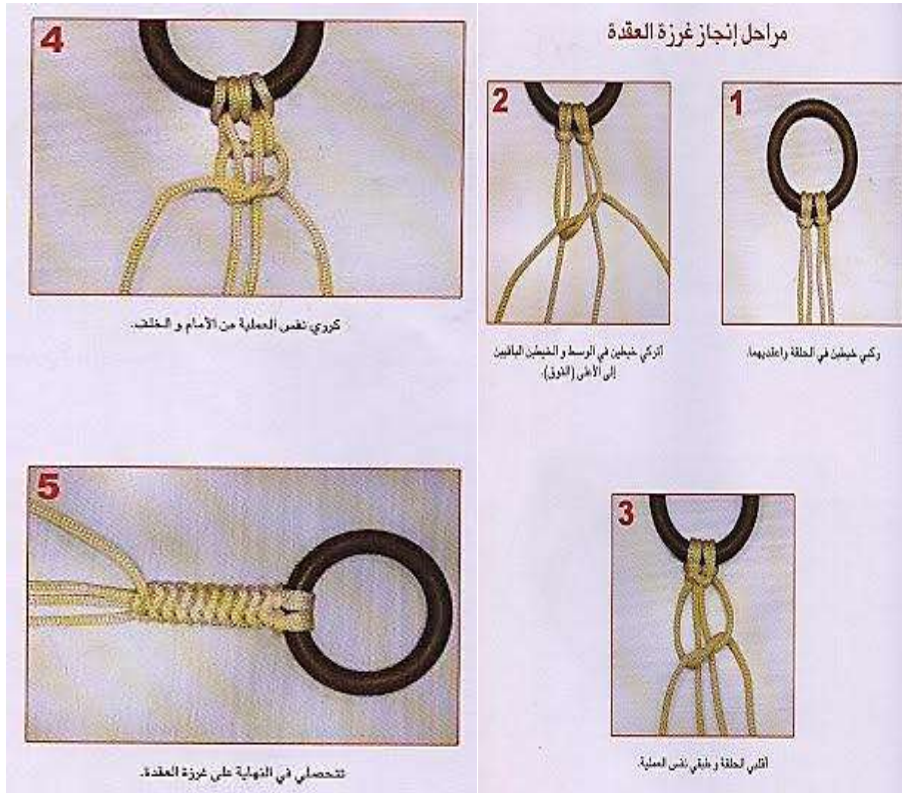 مراحل إنجاز غرزة العقدة
1
ركبي خيطين في الحلقة واعقديهما.
2
أتركي خيطين في الوسط و الخيطين الباقيين
إلى الأعلى (الفوق).
3
أقلبي الحلقة و طبقي نفس العملية.
4
كرري نفس العملية من الأمام و الخلف.
5
تتحصلي في النهاية على غرزة العقدة.